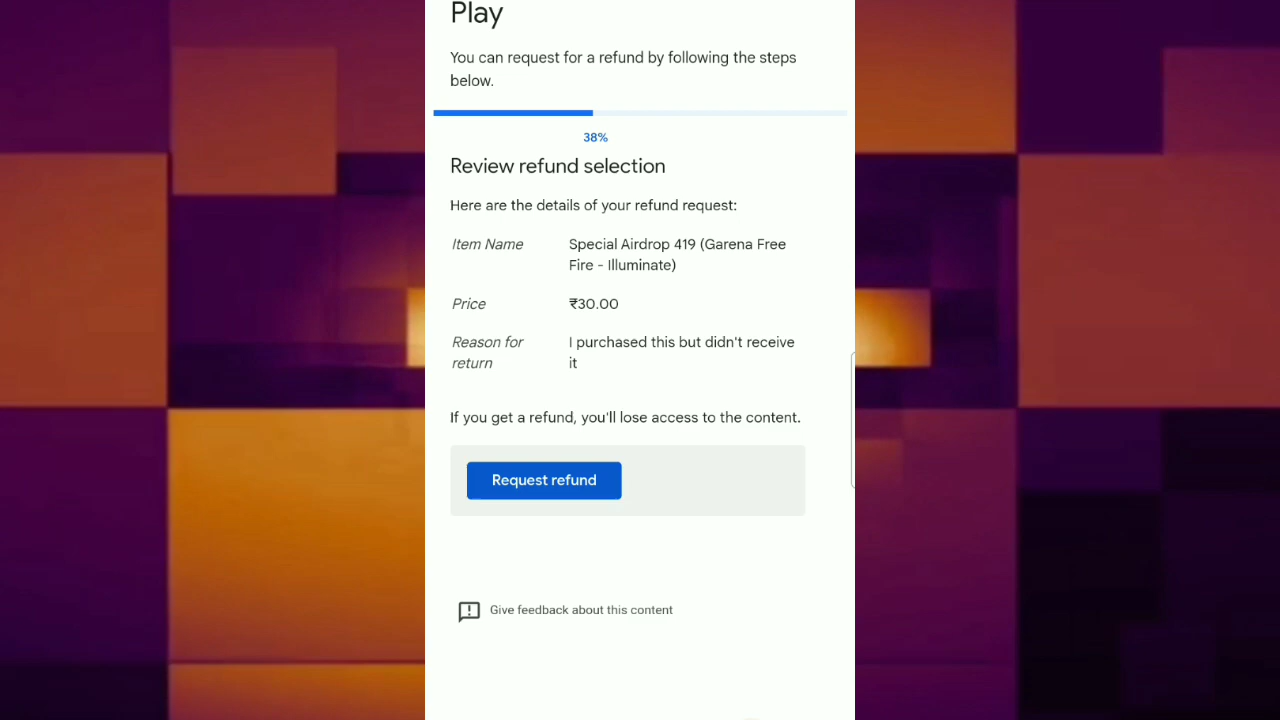 Play
You can request for a refund by following the steps
below.
38%
Review refund selection
Here are the details of your refund request:
Item Name Special Airdrop 419 (Garena Free
Fire - Illuminate)
Price ₹30.00
Reason for I purchased this but didn't receive
return it
If you get a refund, you'll lose access to the content.
Request refund
Give feedback about this content